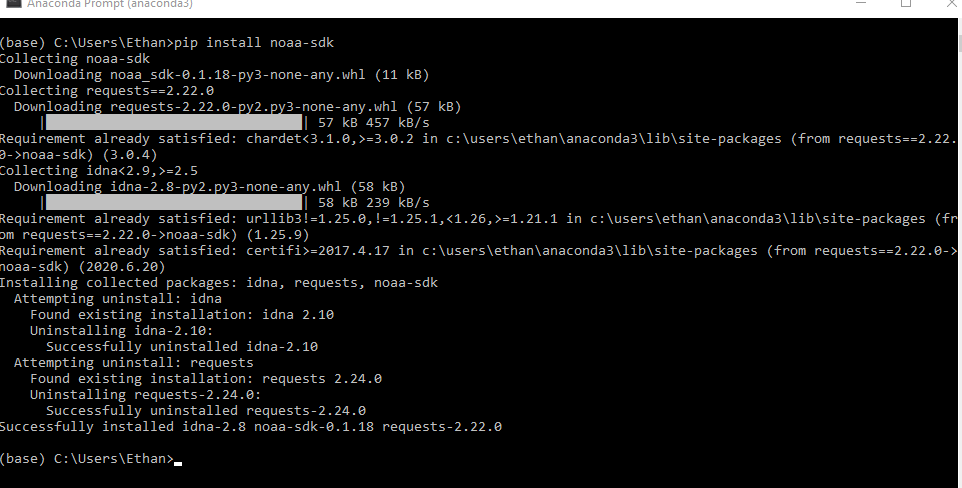 Anaconda Prompt (anaconda3)
(base) C:\Users\Ethan>pip install noaa-sdk
Collecting noaa-sdk
  Downloading noaa_sdk-0.1.18-py3-none-any.whl (11 kB)
Collecting requests==2.22.0
  Downloading requests-2.22.0-py2.py3-none-any.whl (57 kB)
     |████████████████████████████████| 57 kB 457 kB/s
Requirement already satisfied: chardet<3.1.0,>=3.0.2 in c:\users\ethan\anaconda3\lib\site-packages (from requests==2.22.
0->noaa-sdk) (3.0.4)
Collecting idna<2.9,>=2.5
  Downloading idna-2.8-py2.py3-none-any.whl (58 kB)
     |████████████████████████████████| 58 kB 239 kB/s
Requirement already satisfied: urllib3!=1.25.0,!=1.25.1,<1.26,>=1.21.1 in c:\users\ethan\anaconda3\lib\site-packages (fr
om requests==2.22.0->noaa-sdk) (1.25.9)
Requirement already satisfied: certifi>=2017.4.17 in c:\users\ethan\anaconda3\lib\site-packages (from requests==2.22.0->
noaa-sdk) (2020.6.20)
Installing collected packages: idna, requests, noaa-sdk
  Attempting uninstall: idna
    Found existing installation: idna 2.10
    Uninstalling idna-2.10:
      Successfully uninstalled idna-2.10
  Attempting uninstall: requests
    Found existing installation: requests 2.24.0
    Uninstalling requests-2.24.0:
      Successfully uninstalled requests-2.24.0
Successfully installed idna-2.8 noaa-sdk-0.1.18 requests-2.22.0
(base) C:\Users\Ethan>